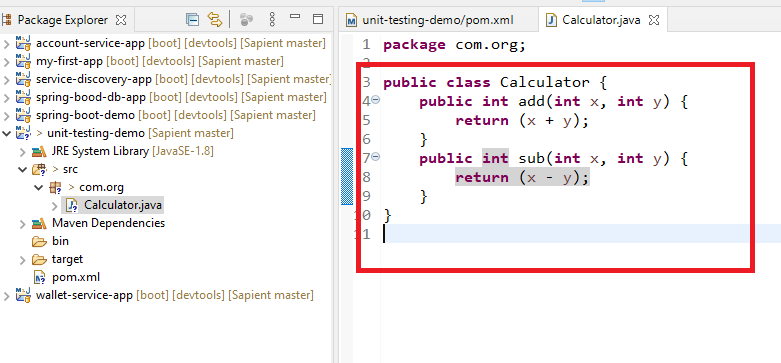 Package Explorer
account-service-app [boot] [devtools] [Sapient master]
my-first-app [boot] [devtools] [Sapient master]
service-discovery-app [boot] [devtools] [Sapient master]
spring-bood-db-app [boot] [devtools] [Sapient master]
spring-boot-demo [boot] [devtools] [Sapient master]
> unit-testing-demo [Sapient master]
JRE System Library [JavaSE-1.8]
> src
> com.org
Calculator.java
Maven Dependencies
bin
target
pom.xml
wallet-service-app [boot] [devtools] [Sapient master]
unit-testing-demo/pom.xml
Calculator.java
1 package com.org;
3 public class Calculator {
4 public int add(int x, int y) {
5 return (x + y);
6 }
7 public int sub(int x, int y) {
8 return (x - y);
9 }
10 }
11